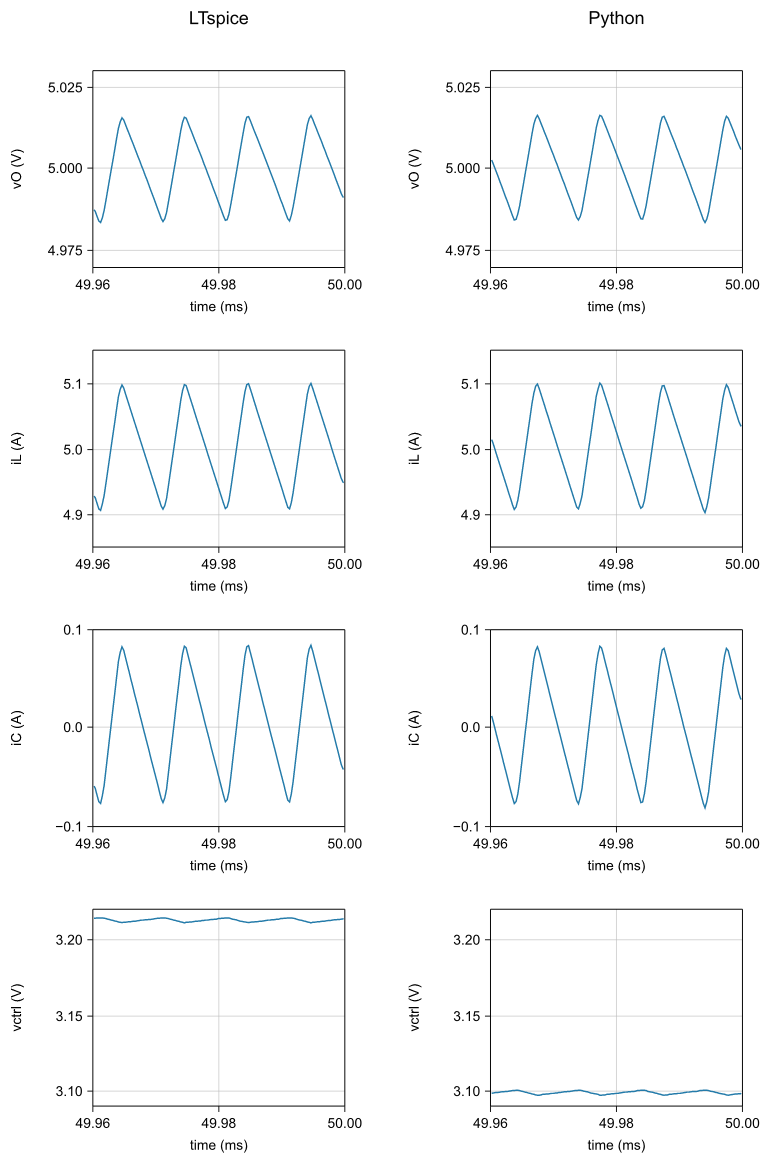 LTspice Python
5.025 5.025
vO (V) vO (V)
5.000 5.000
4.975 4.975
49.96 49.98 50.00 49.96 49.98 50.00
time (ms) time (ms)
5.1 5.1
iL (A) iL (A)
5.0 5.0
4.9 4.9
49.96 49.98 50.00 49.96 49.98 50.00
time (ms) time (ms)
0.1 0.1
iC (A) iC (A)
0.0 0.0
−0.1 −0.1
49.96 49.98 50.00 49.96 49.98 50.00
time (ms) time (ms)
3.20 3.20
vctrl (V) vctrl (V)
3.15 3.15
3.10 3.10
49.96 49.98 50.00 49.96 49.98 50.00
time (ms) time (ms)